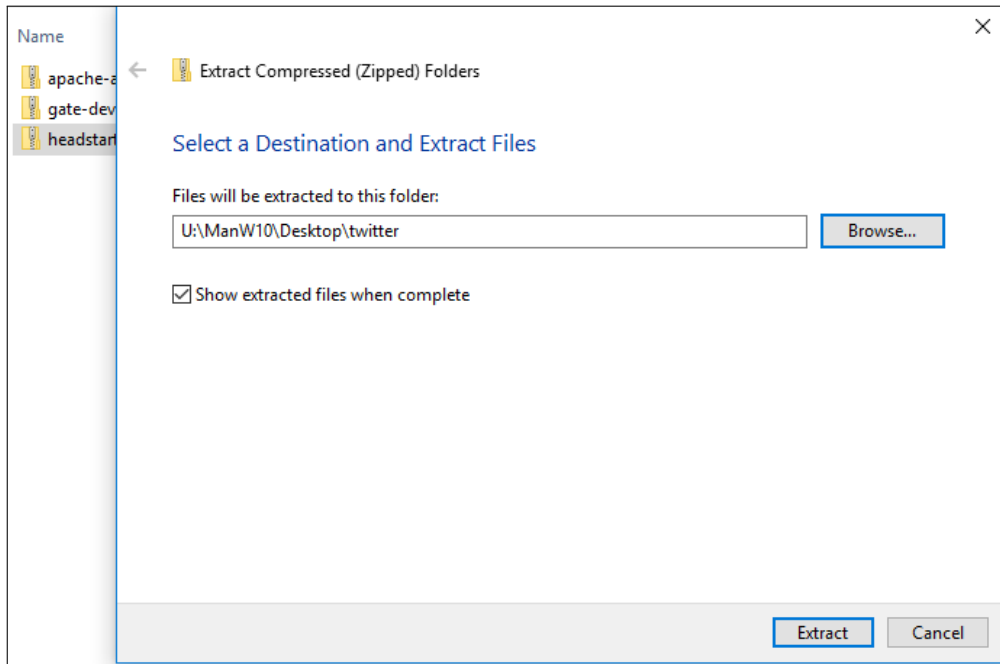 Name
apache-a
gate-dev
headstart
Extract Compressed (Zipped) Folders
Select a Destination and Extract Files
Files will be extracted to this folder:
U:\ManW10\Desktop\twitter
Browse...
Show extracted files when complete
Extract
Cancel